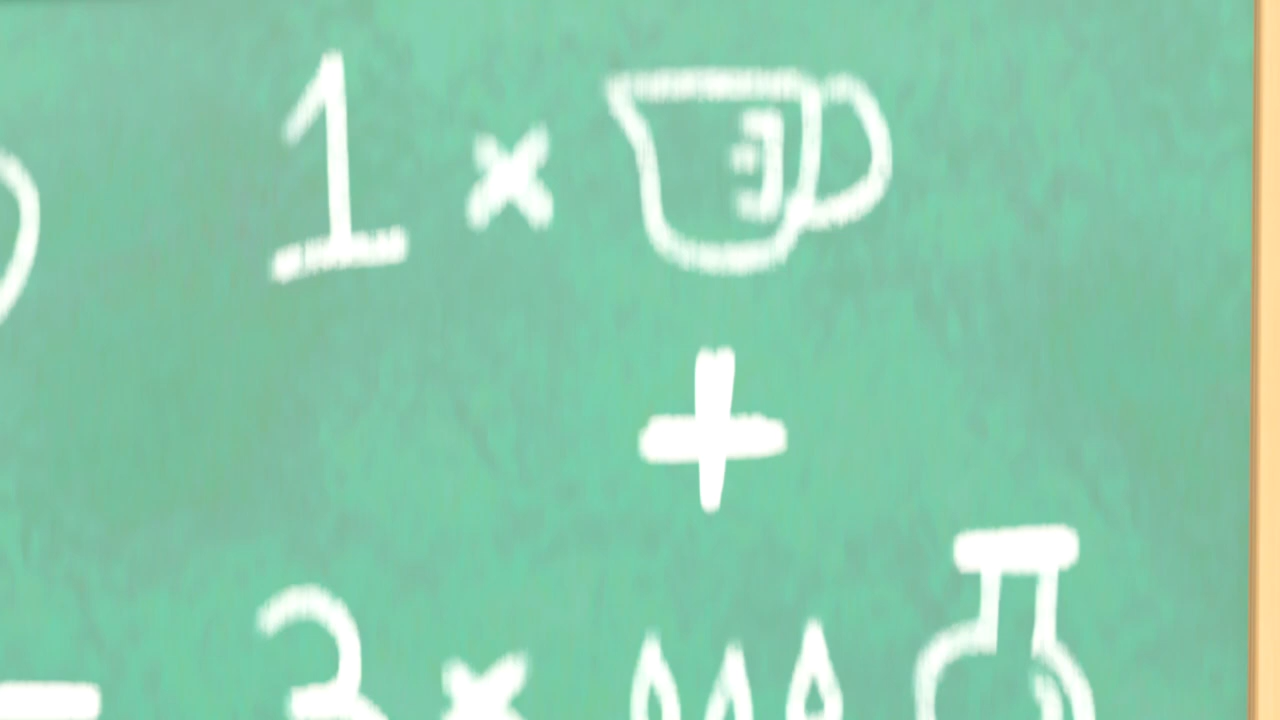 1 ×
+
3 ×